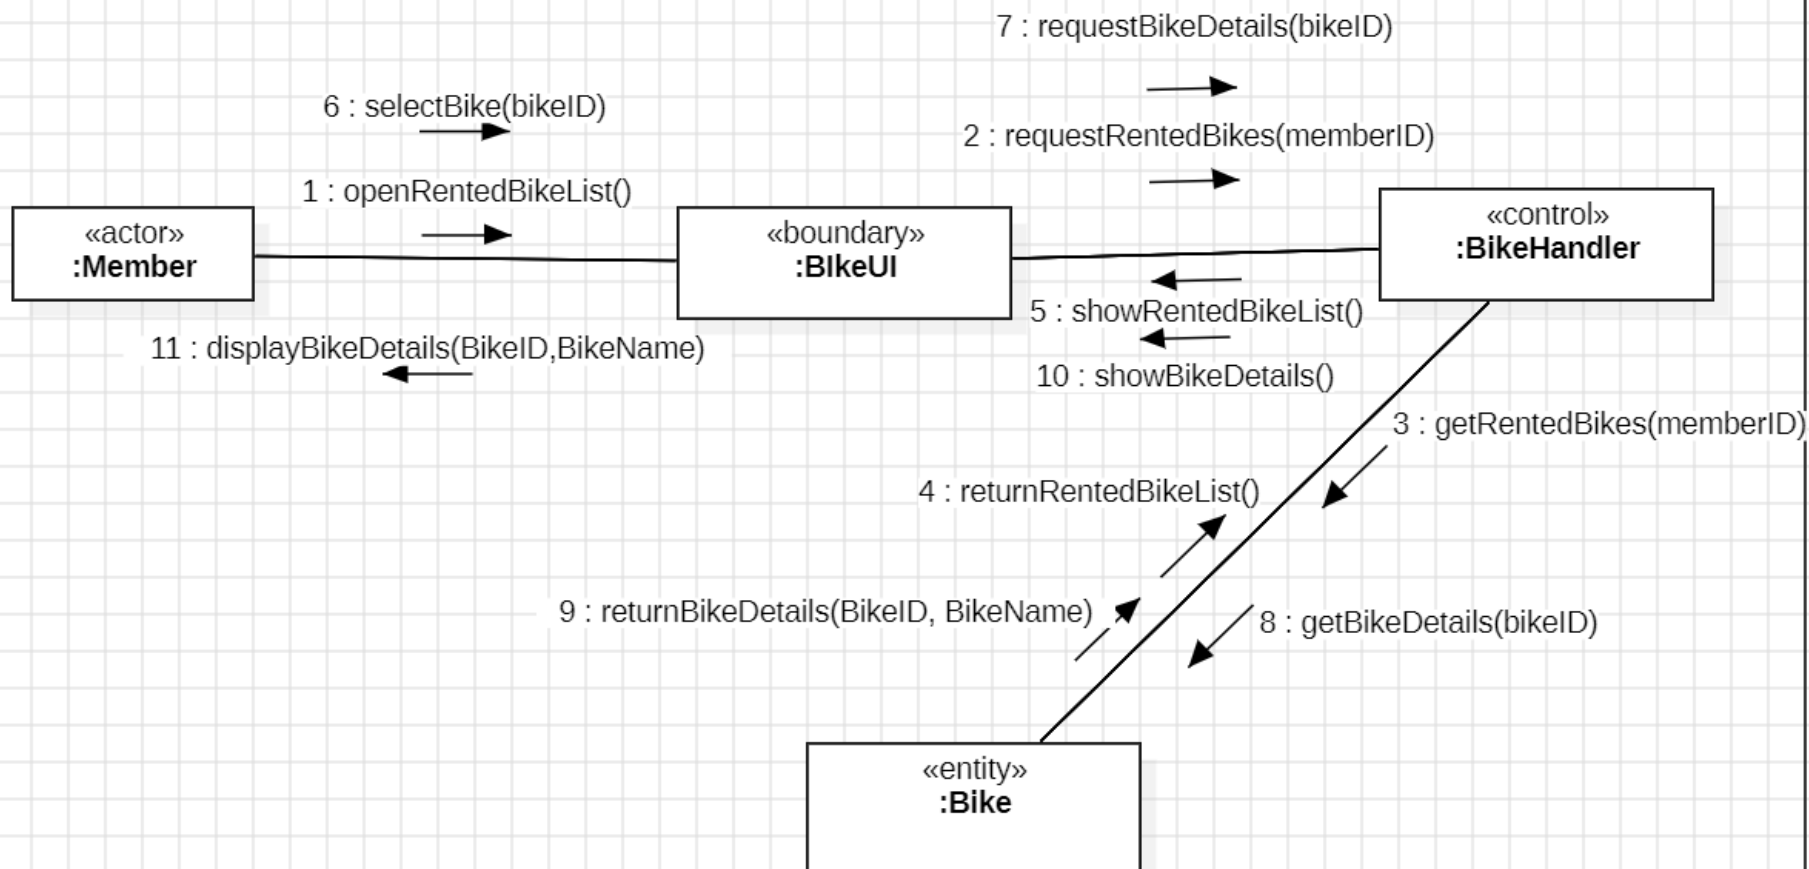 7 : requestBikeDetails(bikeID)
6 : selectBike(bikeID)
2 : requestRentedBikes(memberID)
1 : openRentedBikeList()
«actor»
:Member
«boundary»
:BIkeUI
«control»
:BikeHandler
5 : showRentedBikeList()
11 : displayBikeDetails(BikeID,BikeName)
10 : showBikeDetails()
3 : getRentedBikes(memberID)
4 : returnRentedBikeList()
9 : returnBikeDetails(BikeID, BikeName)
8 : getBikeDetails(bikeID)
«entity»
:Bike